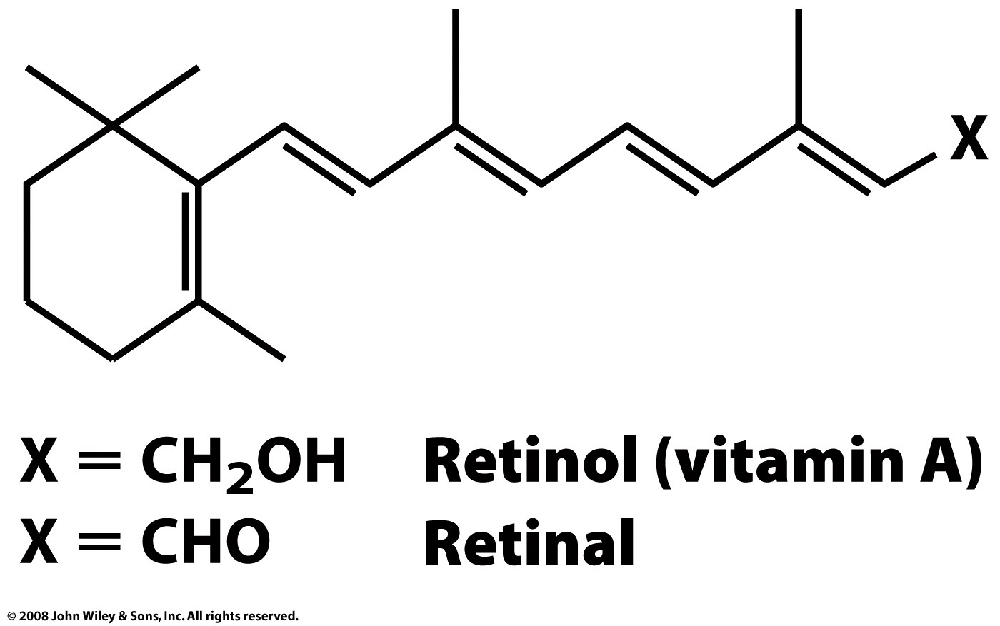 X
X = CH₂OH Retinol (vitamin A)
X = CHO Retinal
© 2008 John Wiley & Sons, Inc. All rights reserved.